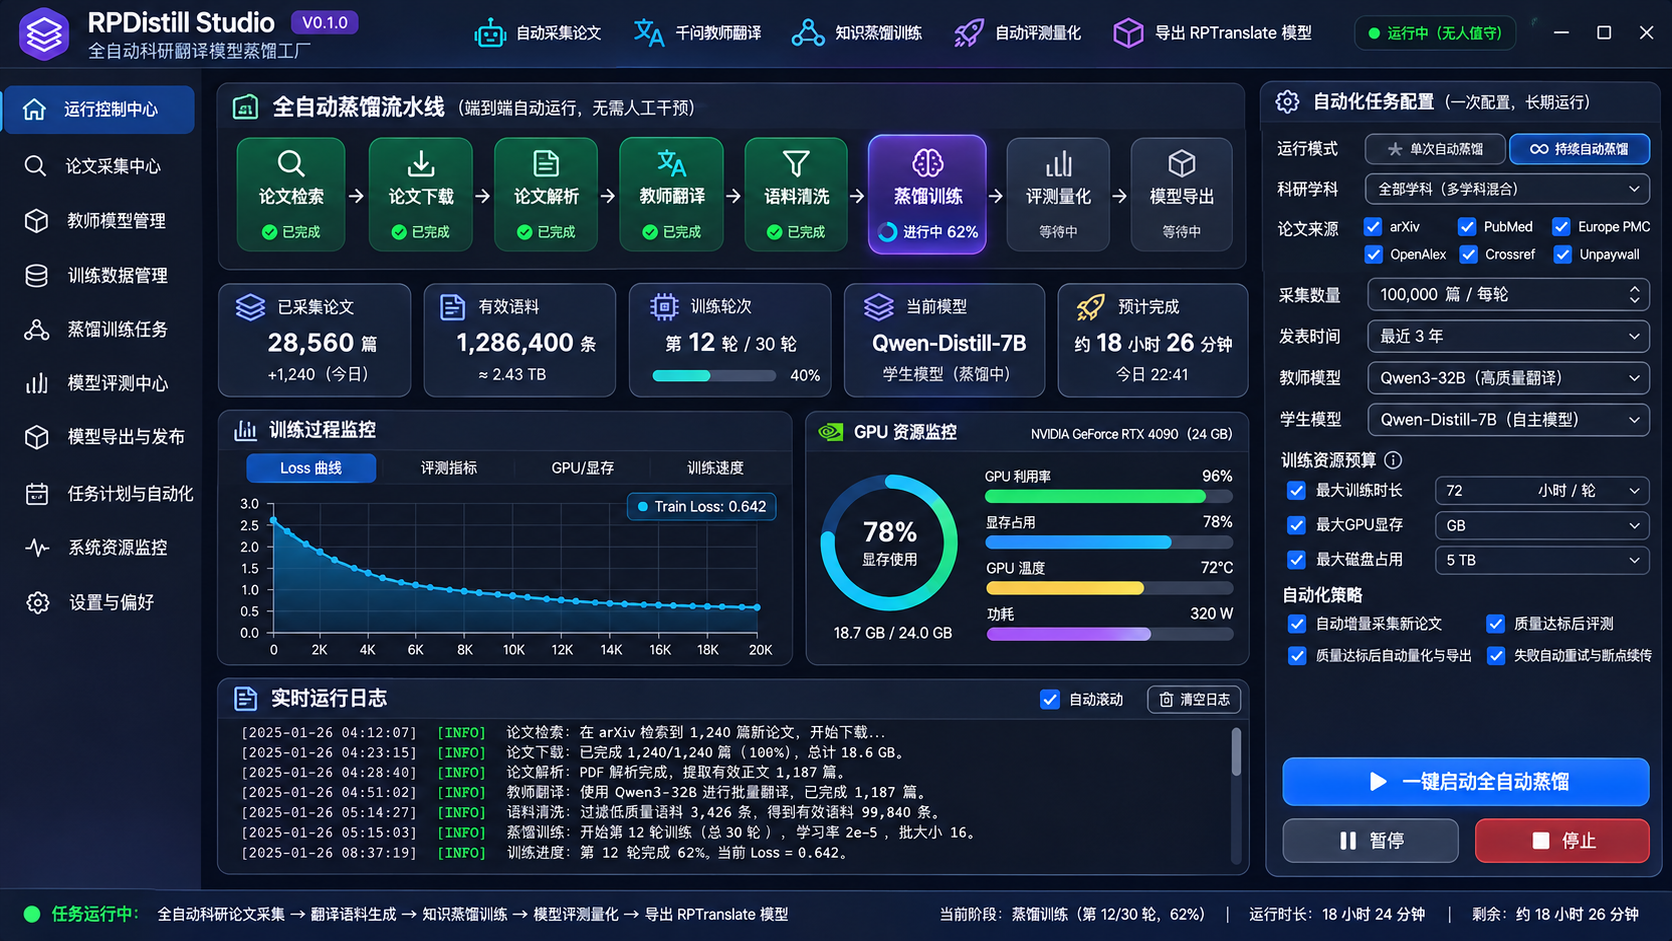 RPDistill Studio V0.1.0
全自动科研翻译模型蒸馏工厂
自动采集论文
千问教师翻译
知识蒸馏训练
自动评测量化
导出 RPTranslate 模型
运行中（无人值守）
运行控制中心
论文采集中心
教师模型管理
训练数据管理
蒸馏训练任务
模型评测中心
模型导出与发布
任务计划与自动化
系统资源监控
设置与偏好
全自动蒸馏流水线（端到端自动运行，无需人工干预）
论文检索
已完成
论文下载
已完成
论文解析
已完成
教师翻译
已完成
语料清洗
已完成
蒸馏训练
进行中 62%
评测量化
等待中
模型导出
等待中
已采集论文
28,560 篇
+1,240（今日）
有效语料
1,286,400 条
≈ 2.43 TB
训练轮次
第 12 轮 / 30 轮
40%
当前模型
Qwen-Distill-7B
学生模型（蒸馏中）
预计完成
约 18 小时 26 分钟
今日 22:41
训练过程监控
Loss 曲线
评测指标
GPU/显存
训练速度
Train Loss: 0.642
3.0
2.5
2.0
1.5
1.0
0.5
0.0
0 2K 4K 6K 8K 10K 12K 14K 16K 18K 20K
GPU 资源监控
NVIDIA GeForce RTX 4090（24 GB）
78%
显存使用
18.7 GB / 24.0 GB
GPU 利用率 96%
显存占用 78%
GPU 温度 72°C
功耗 320 W
实时运行日志
自动滚动
清空日志
[2025-01-26 04:12:07] [INFO] 论文检索：在 arXiv 检索到 1,240 篇新论文，开始下载...
[2025-01-26 04:23:15] [INFO] 论文下载：已完成 1,240/1,240 篇（100%），总计 18.6 GB。
[2025-01-26 04:28:40] [INFO] 论文解析：PDF 解析完成，提取有效正文 1,187 篇。
[2025-01-26 04:51:02] [INFO] 教师翻译：使用 Qwen3-32B 进行批量翻译，已完成 1,187 篇。
[2025-01-26 05:14:27] [INFO] 语料清洗：过滤低质量语料 3,426 条，得到有效语料 99,840 条。
[2025-01-26 05:15:03] [INFO] 蒸馏训练：开始第 12 轮训练（总 30 轮），学习率 2e-5，批大小 16。
[2025-01-26 08:37:19] [INFO] 训练进度：第 12 轮完成 62%。当前 Loss = 0.642。
自动化任务配置（一次配置，长期运行）
运行模式
单次自动蒸馏
持续自动蒸馏
科研学科
全部学科（多学科混合）
论文来源
arXiv
PubMed
Europe PMC
OpenAlex
Crossref
Unpaywall
采集数量
100,000 篇 / 每轮
发表时间
最近 3 年
教师模型
Qwen3-32B（高质量翻译）
学生模型
Qwen-Distill-7B（自主模型）
训练资源预算
最大训练时长
72 小时 / 轮
最大GPU显存
GB
最大磁盘占用
5 TB
自动化策略
自动增量采集新论文
质量达标后评测
质量达标后自动量化与导出
失败自动重试与断点续传
一键启动全自动蒸馏
暂停
停止
任务运行中：
全自动科研论文采集 → 翻译语料生成 → 知识蒸馏训练 → 模型评测量化 → 导出 RPTranslate 模型
当前阶段：蒸馏训练（第 12/30 轮，62%） | 运行时长：18 小时 24 分钟 | 剩余：约 18 小时 26 分钟